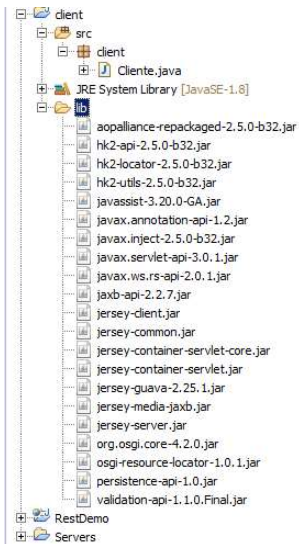 client
src
client
Cliente.java
JRE System Library [JavaSE-1.8]
lib
aopalliance-repackaged-2.5.0-b32.jar
hk2-api-2.5.0-b32.jar
hk2-locator-2.5.0-b32.jar
hk2-utils-2.5.0-b32.jar
javassist-3.20.0-GA.jar
javax.annotation-api-1.2.jar
javax.inject-2.5.0-b32.jar
javax.servlet-api-3.0.1.jar
javax.ws.rs-api-2.0.1.jar
jaxb-api-2.2.7.jar
jersey-client.jar
jersey-common.jar
jersey-container-servlet-core.jar
jersey-container-servlet.jar
jersey-guava-2.25.1.jar
jersey-media-jaxb.jar
jersey-server.jar
org.osgi.core-4.2.0.jar
osgi-resource-locator-1.0.1.jar
persistence-api-1.0.jar
validation-api-1.1.0.Final.jar
RestDemo
Servers